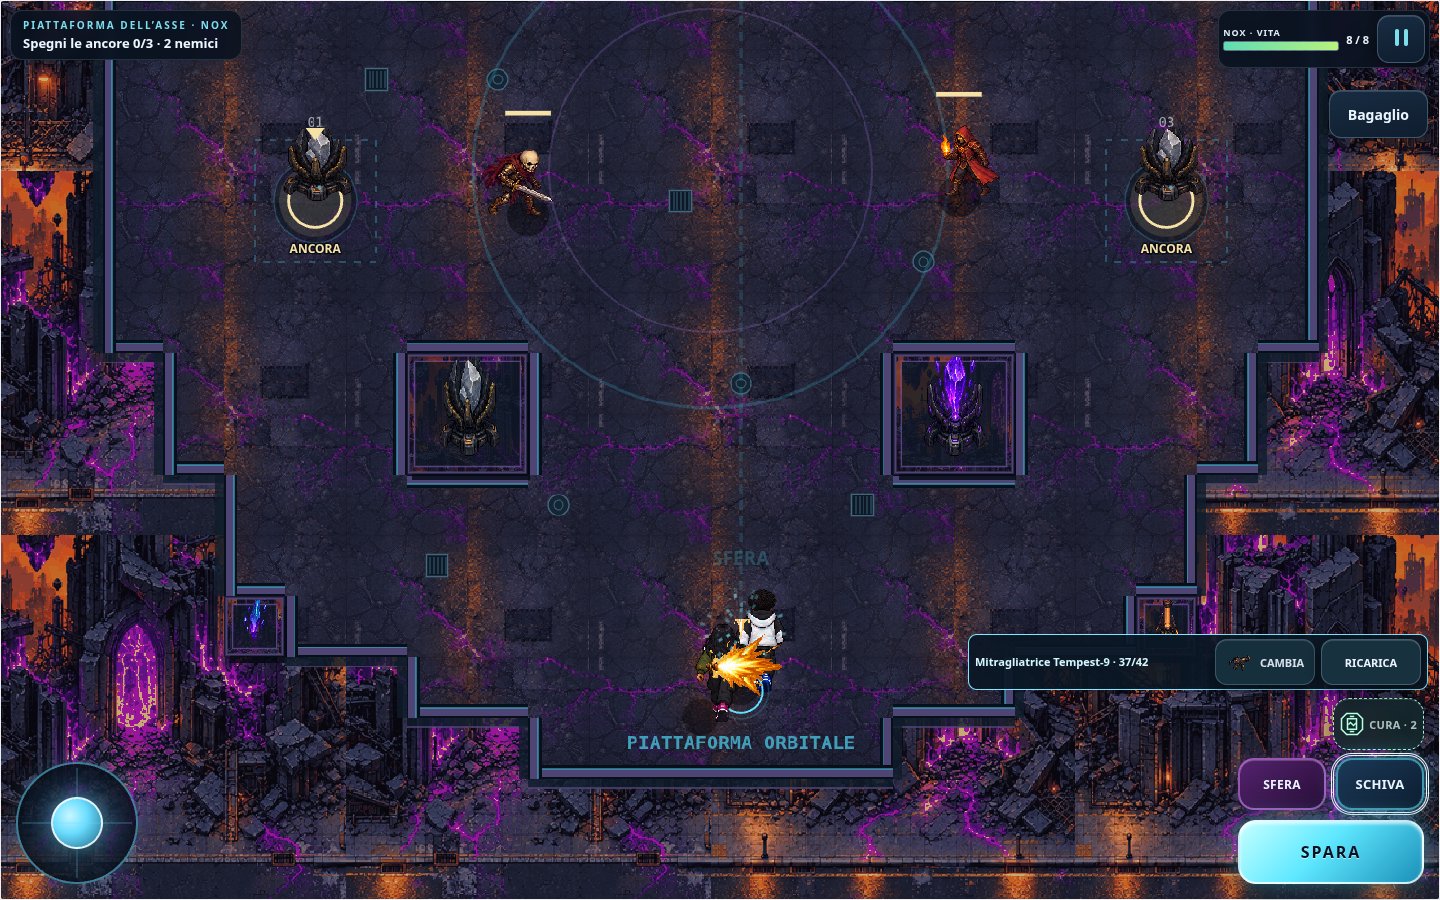 PIATTAFORMA DELL'ASSE · NOX
Spegni le ancore 0/3 · 2 nemici
NOX · VITA
8 / 8
Bagaglio
01
ANCORA
03
ANCORA
SFERA
Mitragliatrice Tempest-9 · 37/42
CAMBIA
RICARICA
CURA · 2
PIATTAFORMA ORBITALE
SFERA
SCHIVA
SPARA